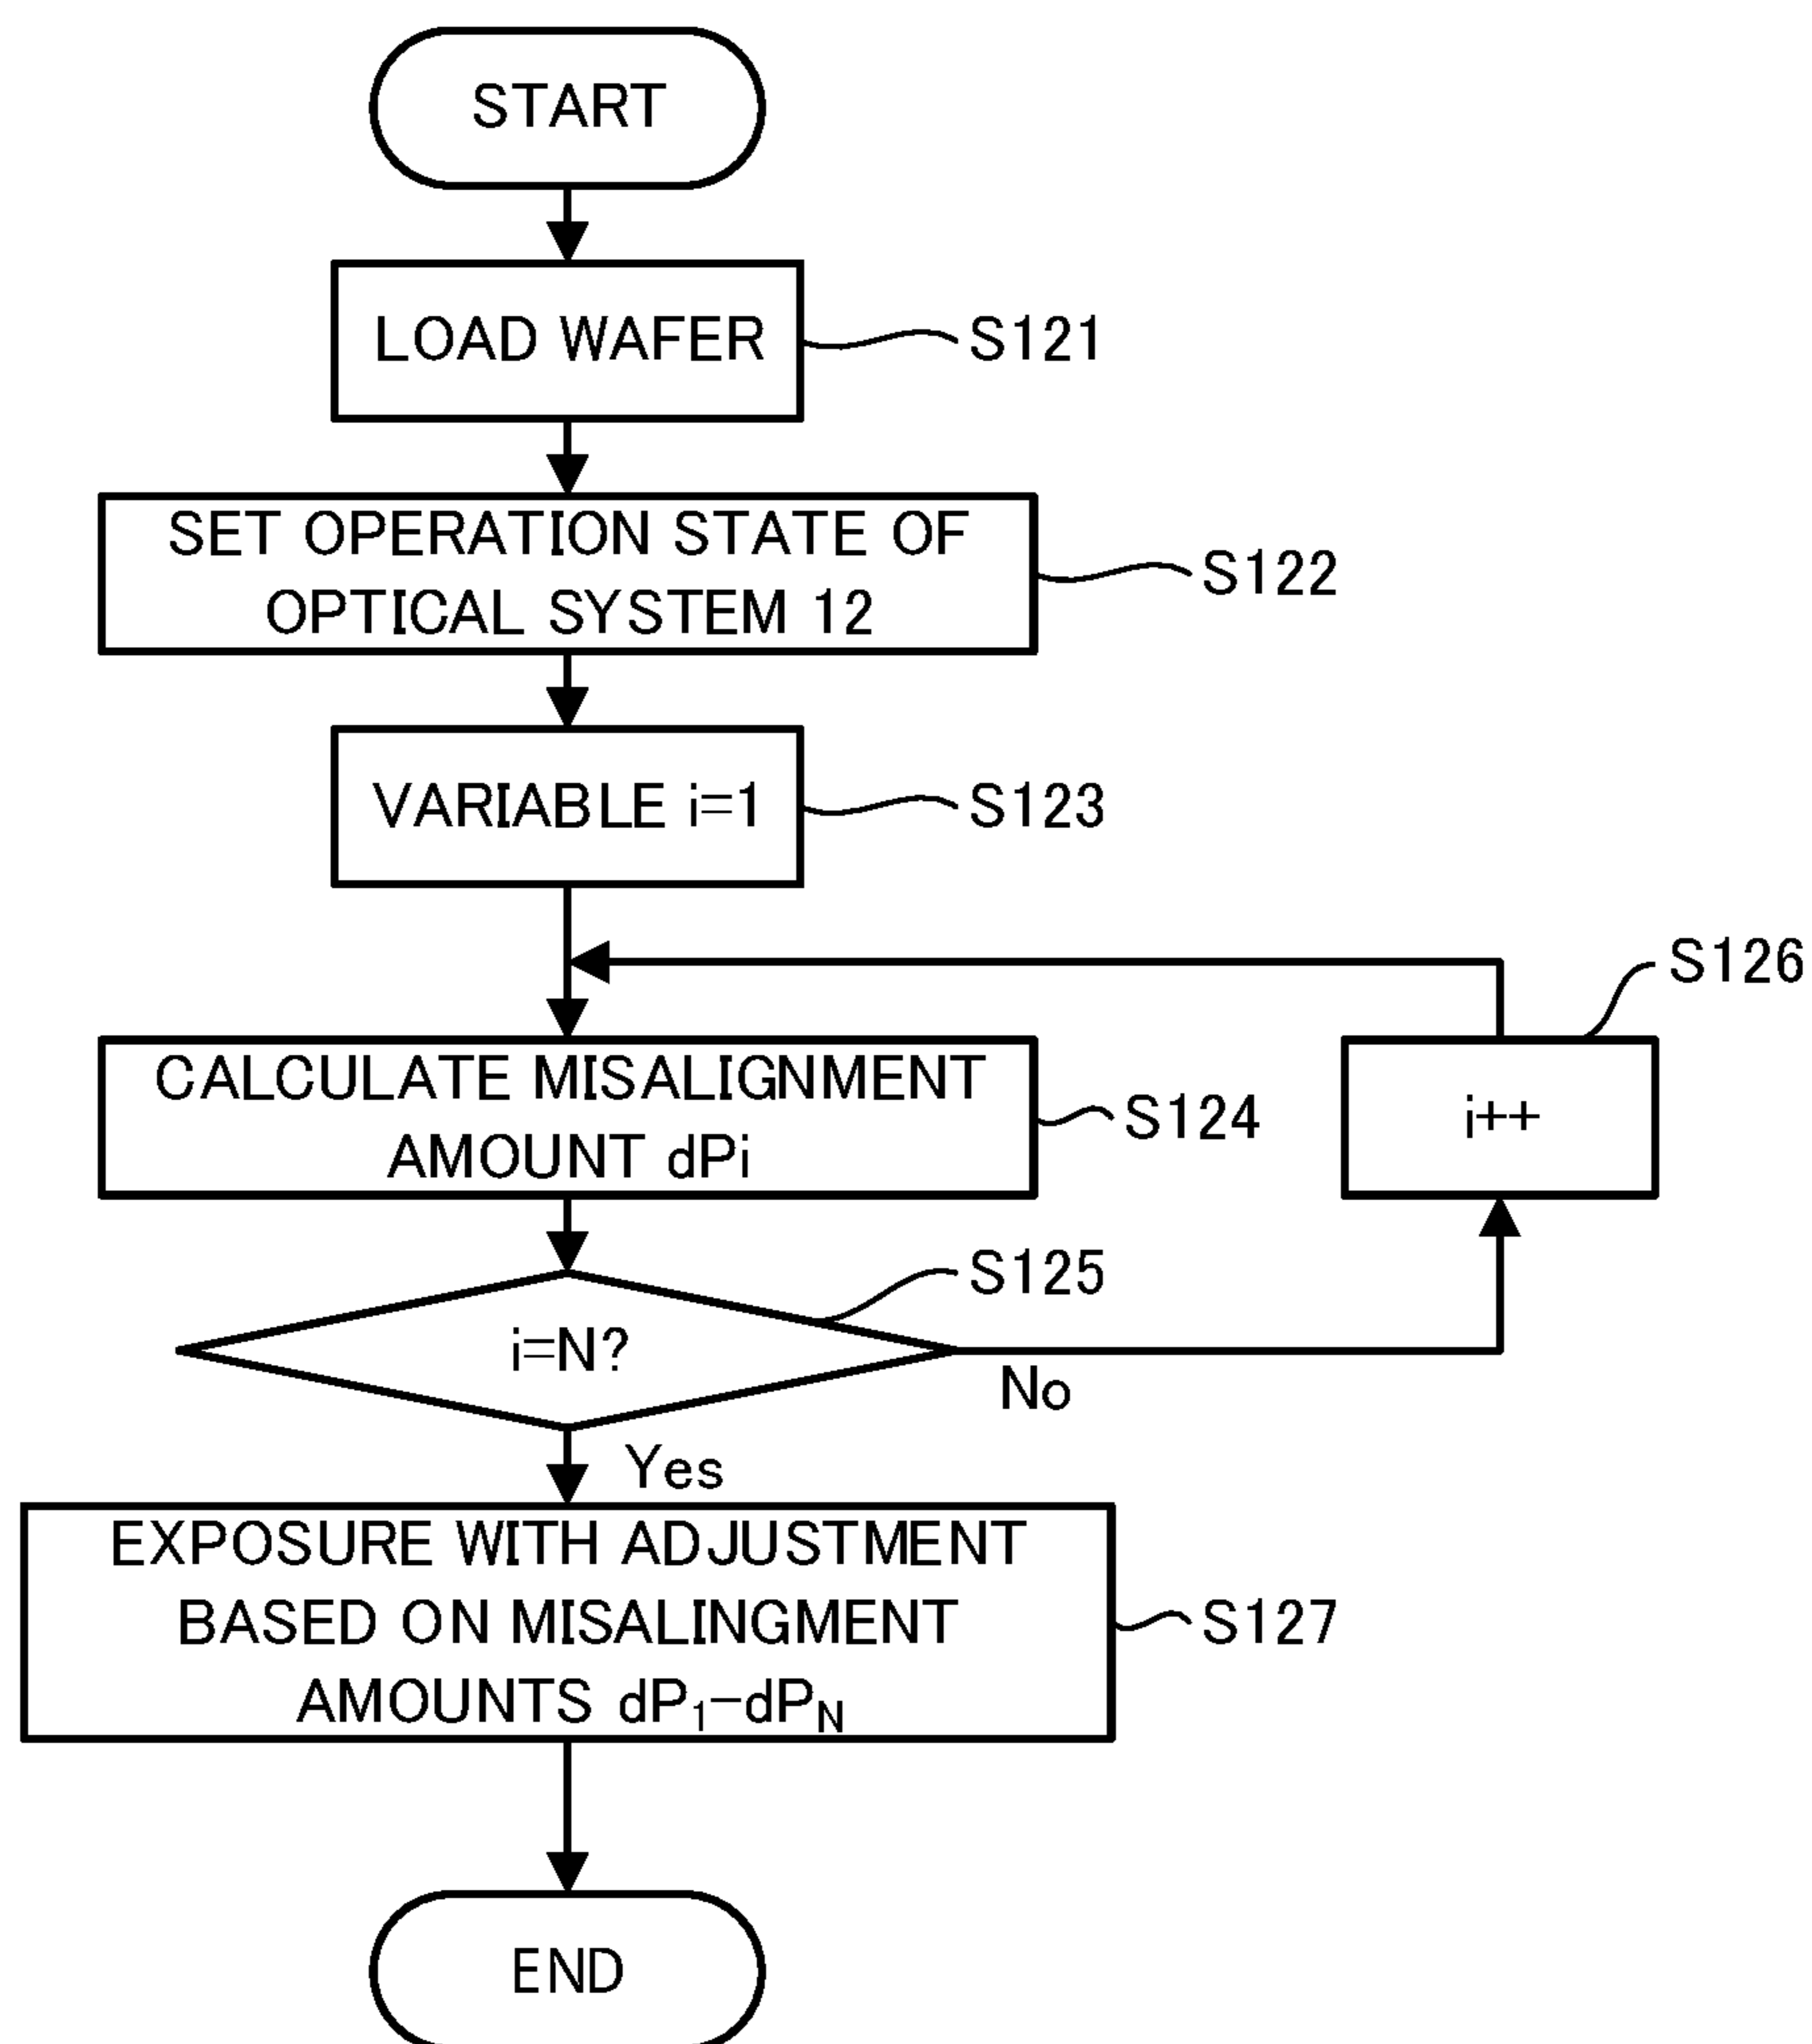 START
LOAD WAFER
S121
SET OPERATION STATE OF
OPTICAL SYSTEM 12
S122
VARIABLE i=1
S123
S126
CALCULATE MISALIGNMENT
AMOUNT dPi
S124
i++
S125
i=N?
No
Yes
EXPOSURE WITH ADJUSTMENT
BASED ON MISALINGMENT
AMOUNTS dP₁-dP_N
S127
END